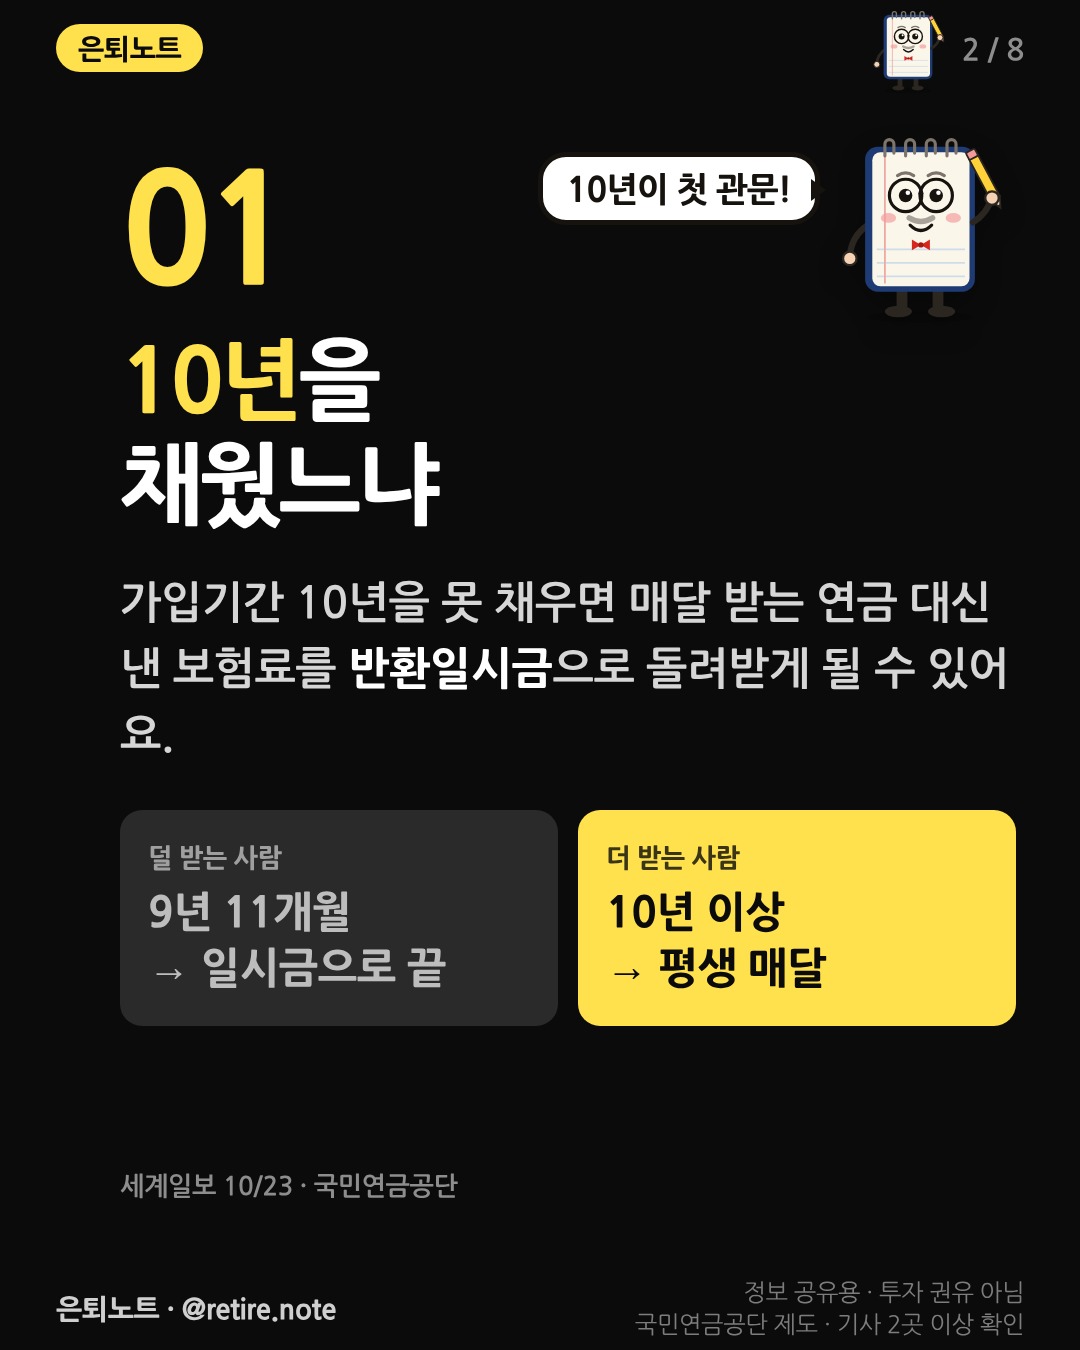 은퇴노트
2 / 8
01
10년이 첫 관문!
10년을
채웠느냐
가입기간 10년을 못 채우면 매달 받는 연금 대신
낸 보험료를 반환일시금으로 돌려받게 될 수 있어
요.
덜 받는 사람
9년 11개월
→ 일시금으로 끝
더 받는 사람
10년 이상
→ 평생 매달
세계일보 10/23 · 국민연금공단
은퇴노트 · @retire.note
정보 공유용 · 투자 권유 아님
국민연금공단 제도 · 기사 2곳 이상 확인